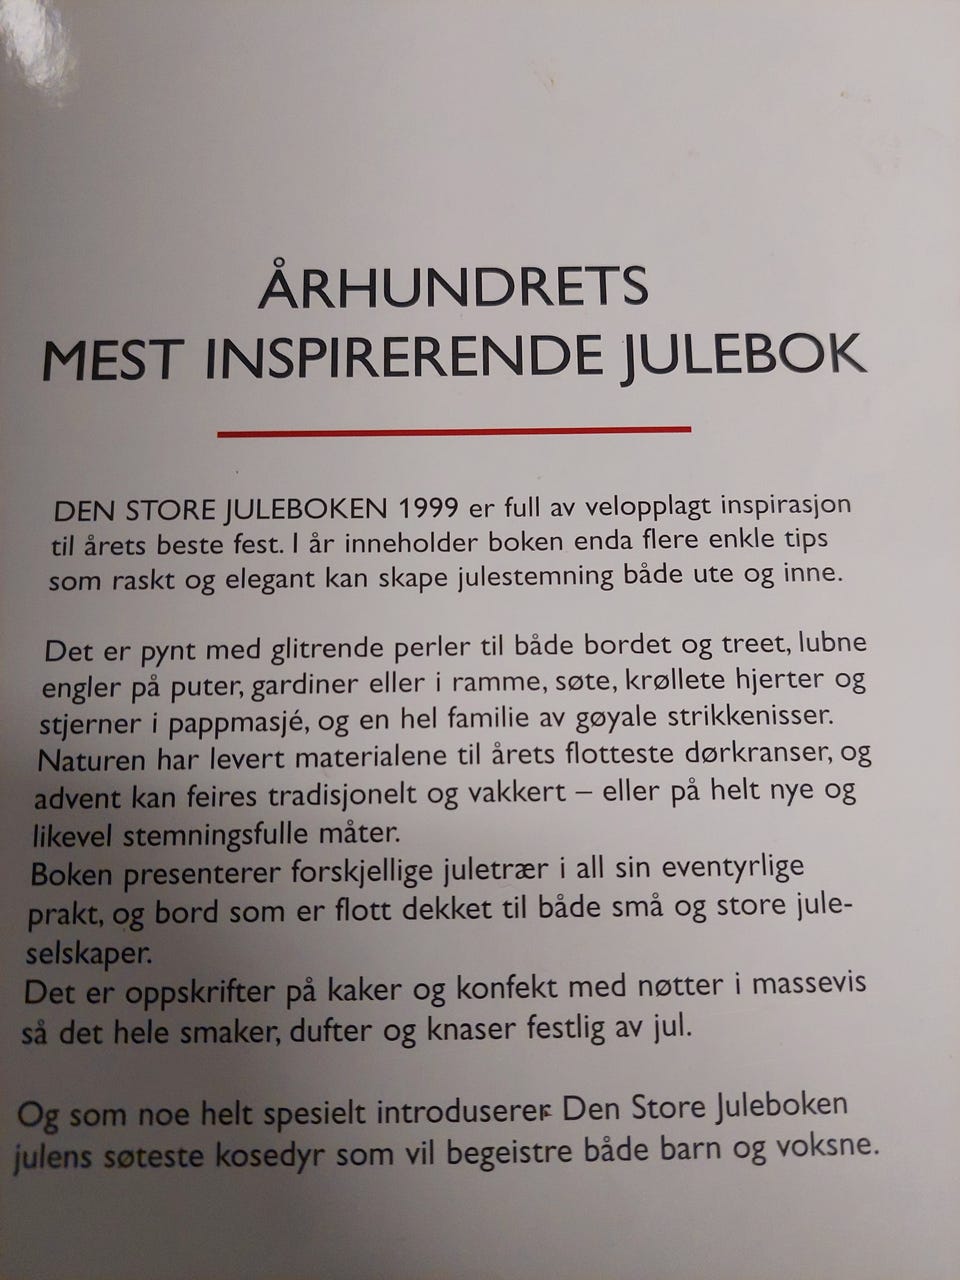 ÅRHUNDRETS
MEST INSPIRERENDE JULEBOK
DEN STORE JULEBOKEN 1999 er full av velopplagt inspirasjon
til årets beste fest. I år inneholder boken enda flere enkle tips
som raskt og elegant kan skape julestemning både ute og inne.
Det er pynt med glitrende perler til både bordet og treet, lubne
engler på puter, gardiner eller i ramme, søte, krøllete hjerter og
stjerner i pappmasjé, og en hel familie av gøyale strikkenisser.
Naturen har levert materialene til årets flotteste dørkranser, og
advent kan feires tradisjonelt og vakkert – eller på helt nye og
likevel stemningsfulle måter.
Boken presenterer forskjellige juletrær i all sin eventyrlige
prakt, og bord som er flott dekket til både små og store jule-
selskaper.
Det er oppskrifter på kaker og konfekt med nøtter i massevis
så det hele smaker, dufter og knaser festlig av jul.
Og som noe helt spesielt introduserer Den Store Juleboken
julens søteste kosedyr som vil begeistre både barn og voksne.